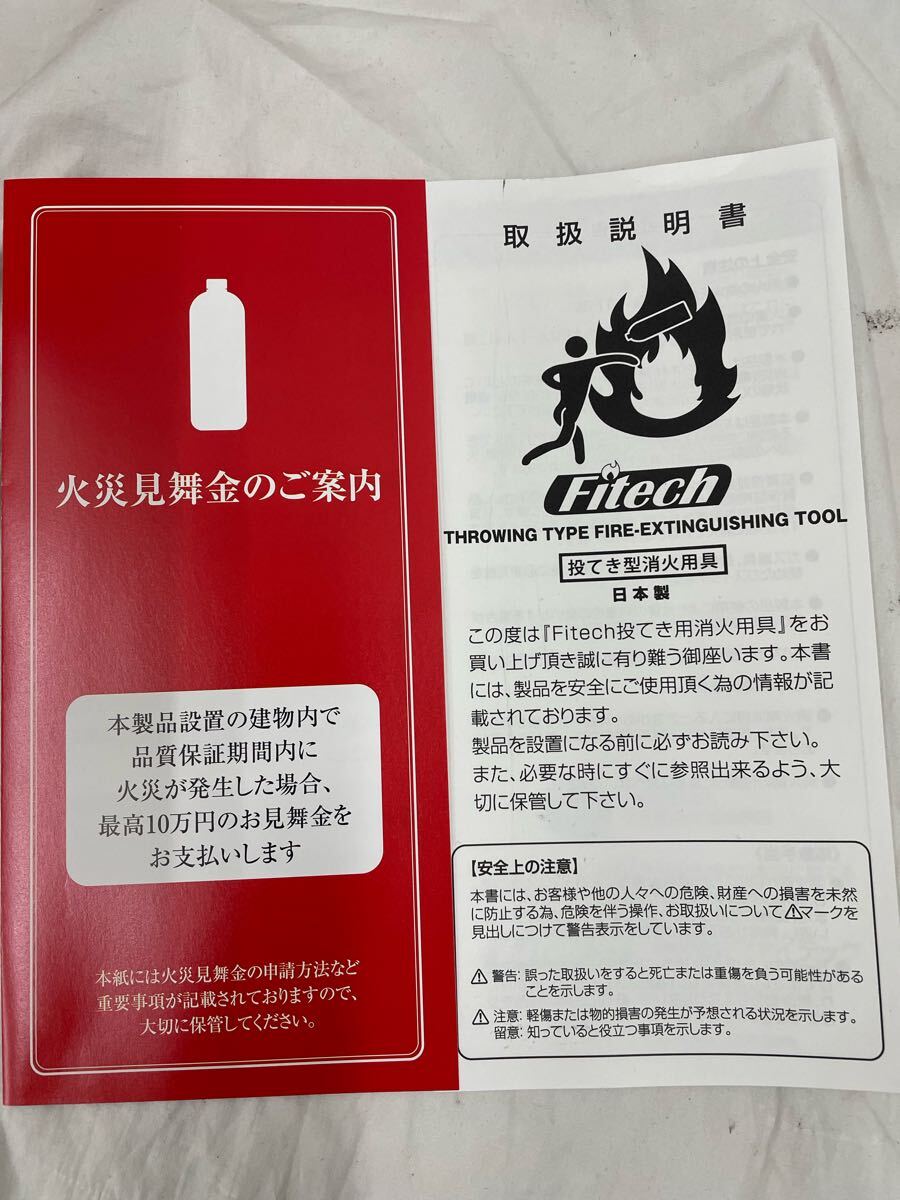 火災見舞金のご案内
本製品設置の建物内で
品質保証期間内に
火災が発生した場合、
最高10万円のお見舞金を
お支払いします
本紙には火災見舞金の申請方法など
重要事項が記載されておりますので、
大切に保管してください。
取扱説明書
Fitech
THROWING TYPE FIRE-EXTINGUISHING TOOL
投てき型消火用具
日本製
この度は『Fitech投てき用消火用具』をお
買い上げ頂き誠に有り難う御座います。本書
には、製品を安全にご使用頂く為の情報が記
載されております。
製品を設置になる前に必ずお読み下さい。
また、必要な時にすぐに参照出来るよう、大
切に保管して下さい。
【安全上の注意】
本書には、お客様や他の人々への危険、財産への損害を未然
に防止する為、危険を伴う操作、お取扱いについて⚠マークを
見出しにつけて警告表示をしています。
⚠ 警告: 誤った取扱いをすると死亡または重傷を負う可能性がある
ことを示します。
⚠ 注意: 軽傷または物的損害の発生が予想される状況を示します。
留意: 知っていると役立つ事項を示します。